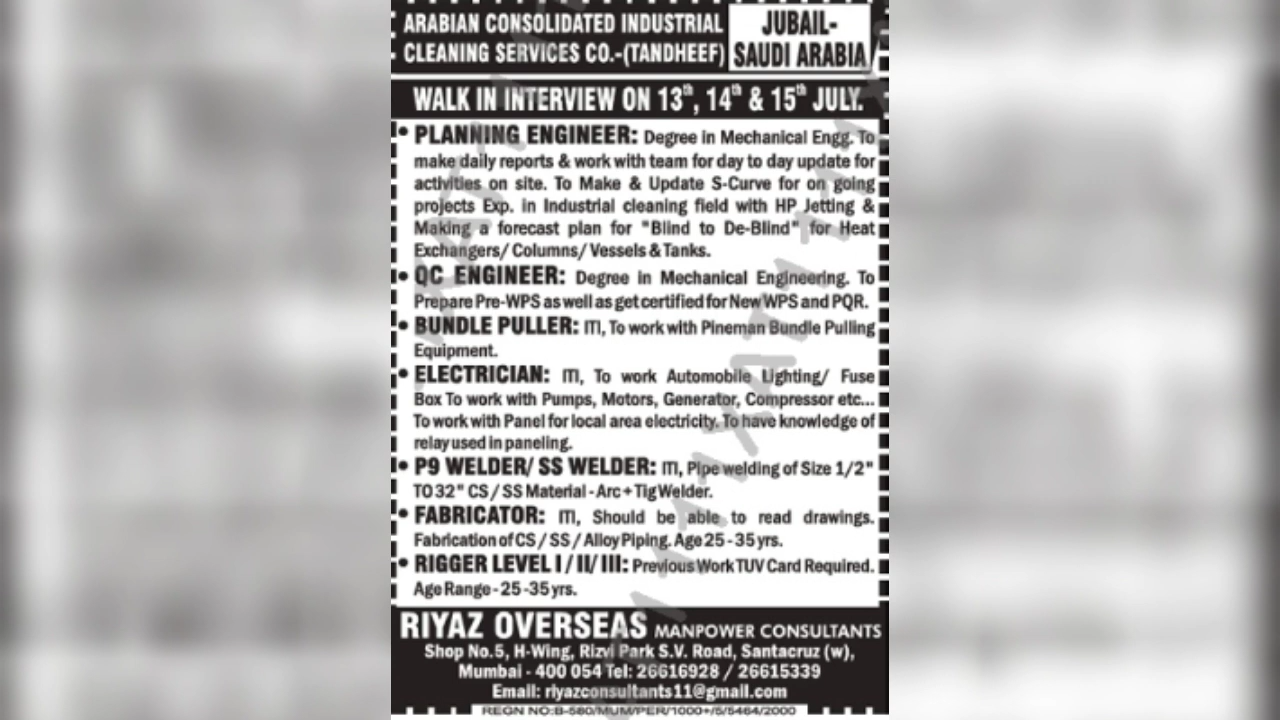 ARABIAN CONSOLIDATED INDUSTRIAL
CLEANING SERVICES CO.-(TANDHEEF)
JUBAIL-
SAUDI ARABIA
WALK IN INTERVIEW ON 13th, 14th & 15th JULY.
• PLANNING ENGINEER: Degree in Mechanical Engg. To
make daily reports & work with team for day to day update for
activities on site. To Make & Update S-Curve for on going
projects Exp. in Industrial cleaning field with HP Jetting &
Making a forecast plan for "Blind to De-Blind" for Heat
Exchangers/ Columns/ Vessels & Tanks.
• QC ENGINEER: Degree in Mechanical Engineering. To
Prepare Pre-WPS as well as get certified for New WPS and PQR.
• BUNDLE PULLER: ITI, To work with Pineman Bundle Pulling
Equipment.
• ELECTRICIAN: ITI, To work Automobile Lighting/ Fuse
Box To work with Pumps, Motors, Generator, Compressor etc...
To work with Panel for local area electricity. To have knowledge of
relay used in paneling.
• P9 WELDER/ SS WELDER: ITI, Pipe welding of Size 1/2"
TO 32" CS / SS Material - Arc + Tig Welder.
• FABRICATOR: ITI, Should be able to read drawings.
Fabrication of CS / SS / Alloy Piping. Age 25 - 35 yrs.
• RIGGER LEVEL I / II/ III: Previous Work TUV Card Required.
Age Range - 25 -35 yrs.
RIYAZ OVERSEAS MANPOWER CONSULTANTS
Shop No.5, H-Wing, Rizvi Park S.V. Road, Santacruz (w),
Mumbai - 400 054 Tel: 26616928 / 26615339
Email: riyazconsultants11@gmail.com
REGN NO:B-580/MUM/PER/1000+/5/5464/2000